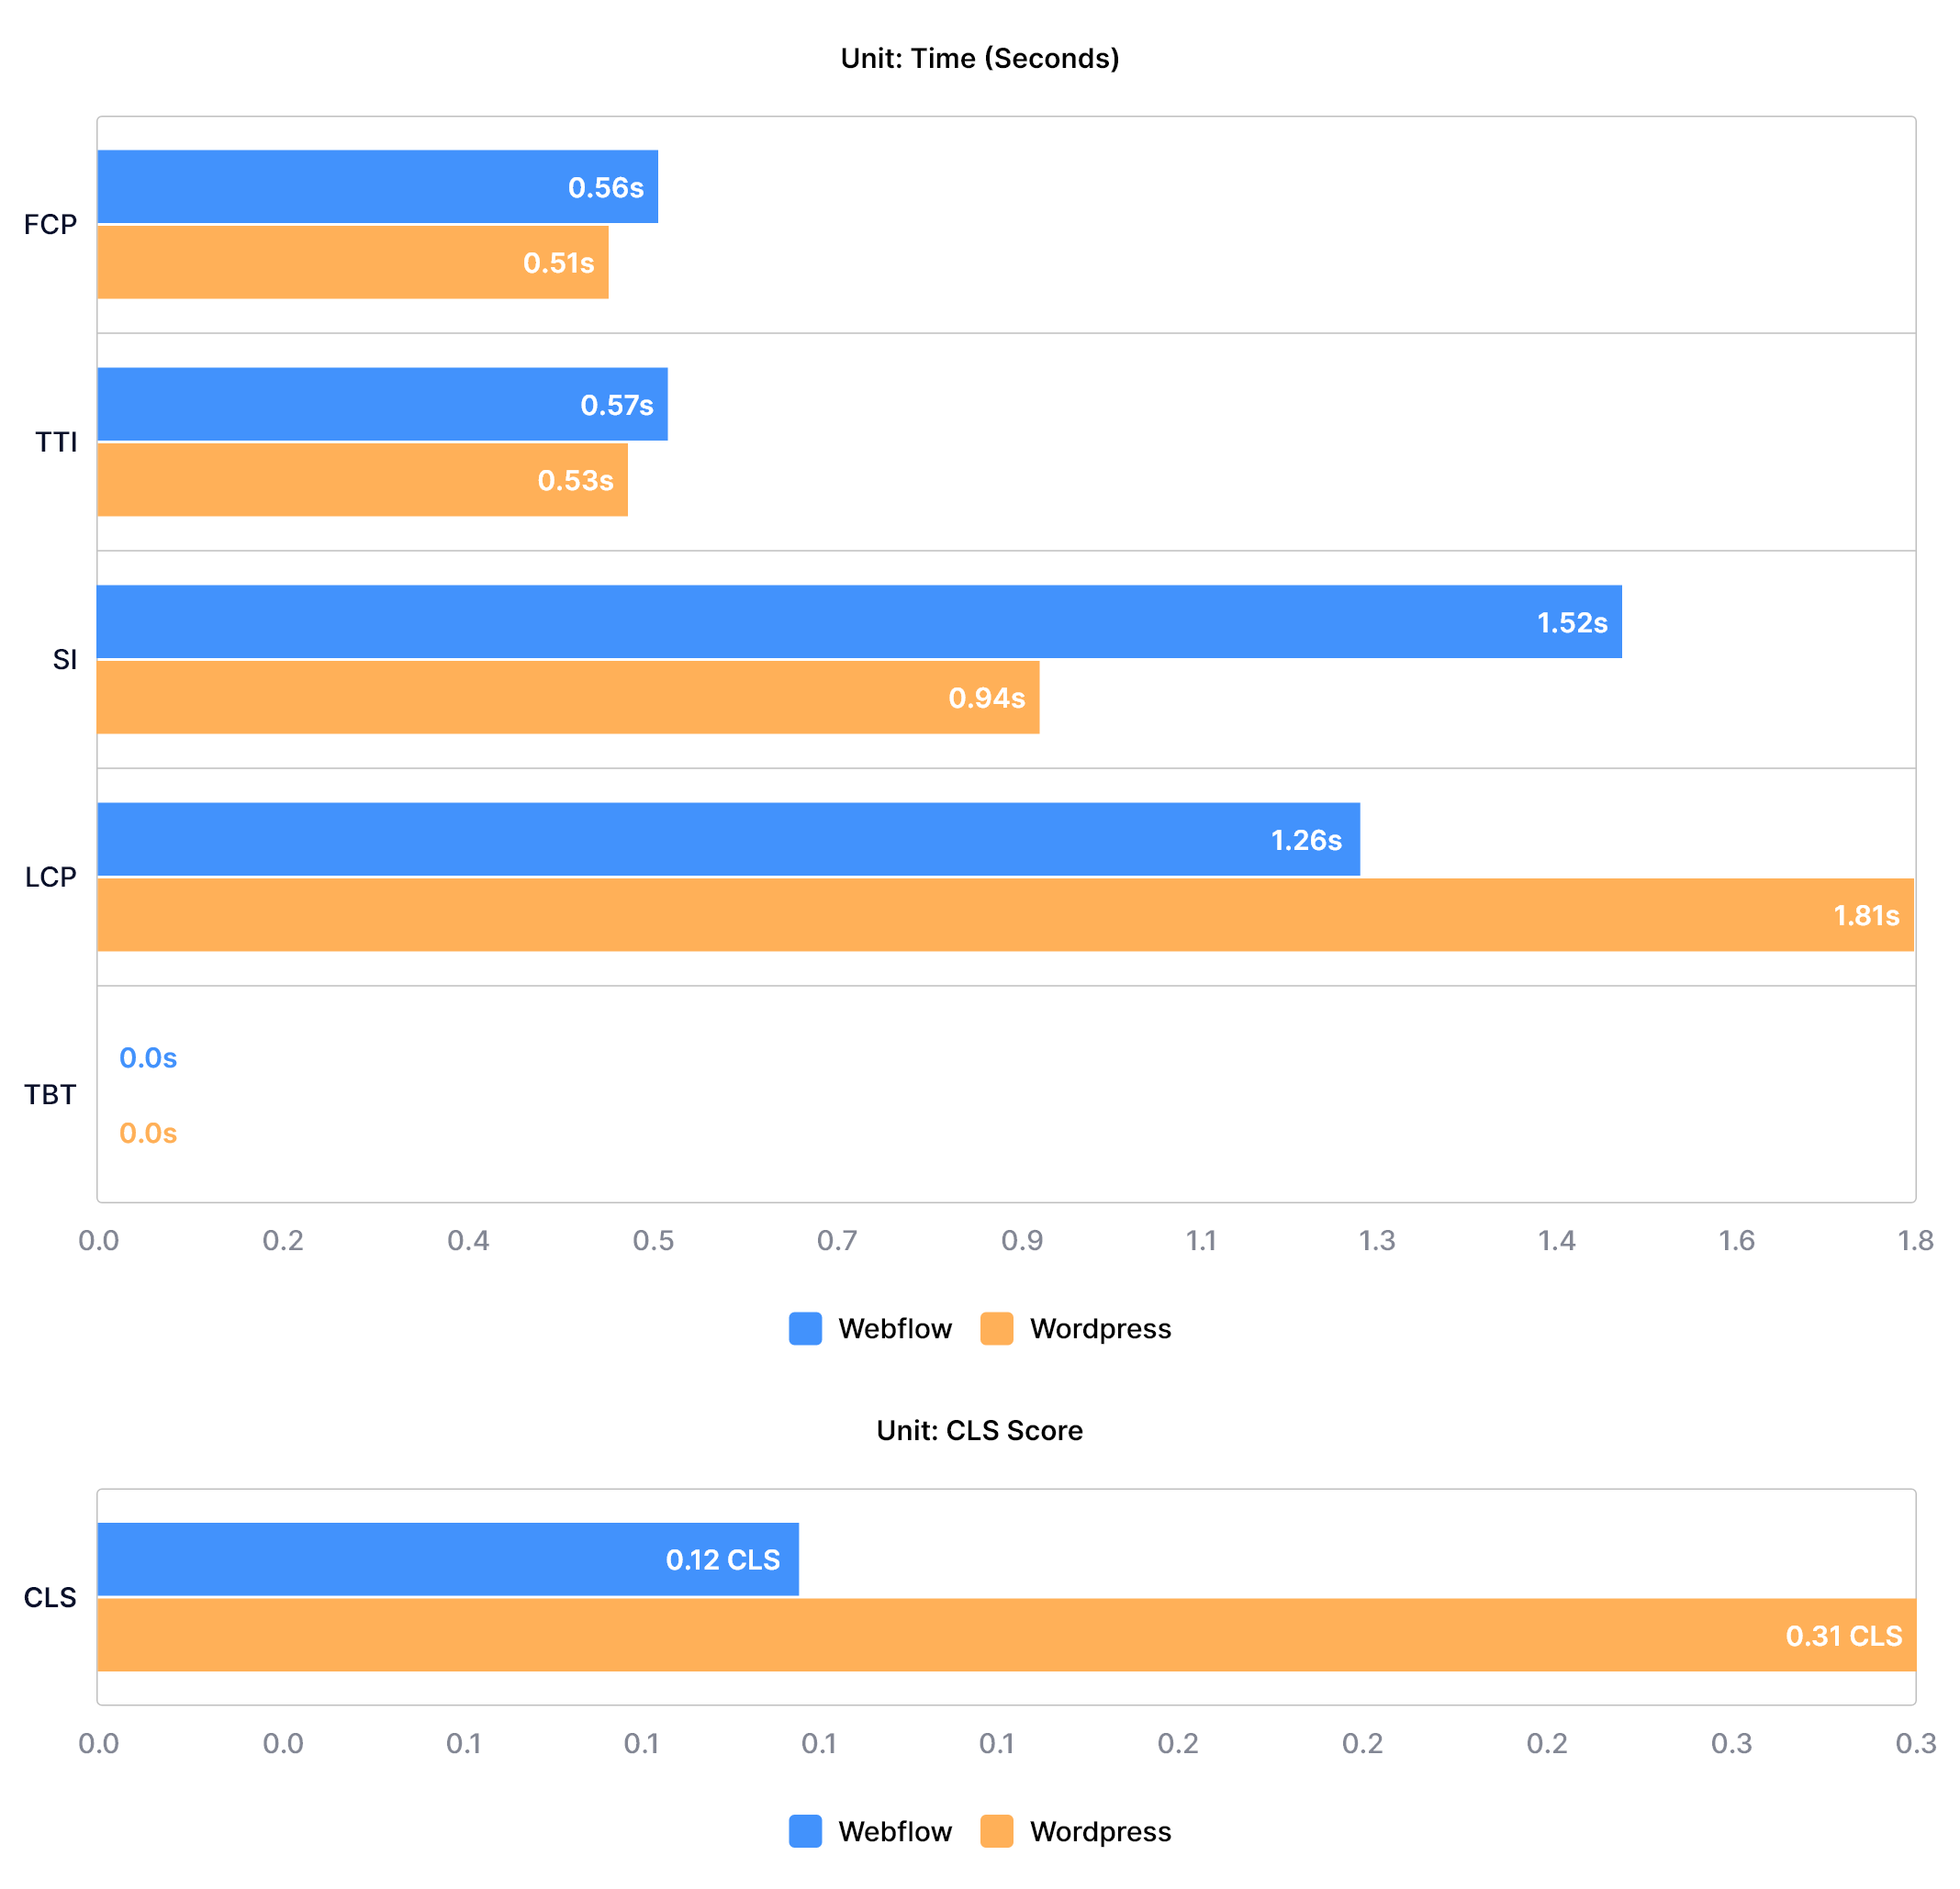 Unit: Time (Seconds)
FCP
0.56s
0.51s
TTI
0.57s
0.53s
SI
1.52s
0.94s
LCP
1.26s
1.81s
TBT
0.0s
0.0s
0.0 0.2 0.4 0.5 0.7 0.9 1.1 1.3 1.4 1.6 1.8
Webflow Wordpress
Unit: CLS Score
CLS
0.12 CLS
0.31 CLS
0.0 0.0 0.1 0.1 0.1 0.1 0.2 0.2 0.2 0.3 0.3
Webflow Wordpress